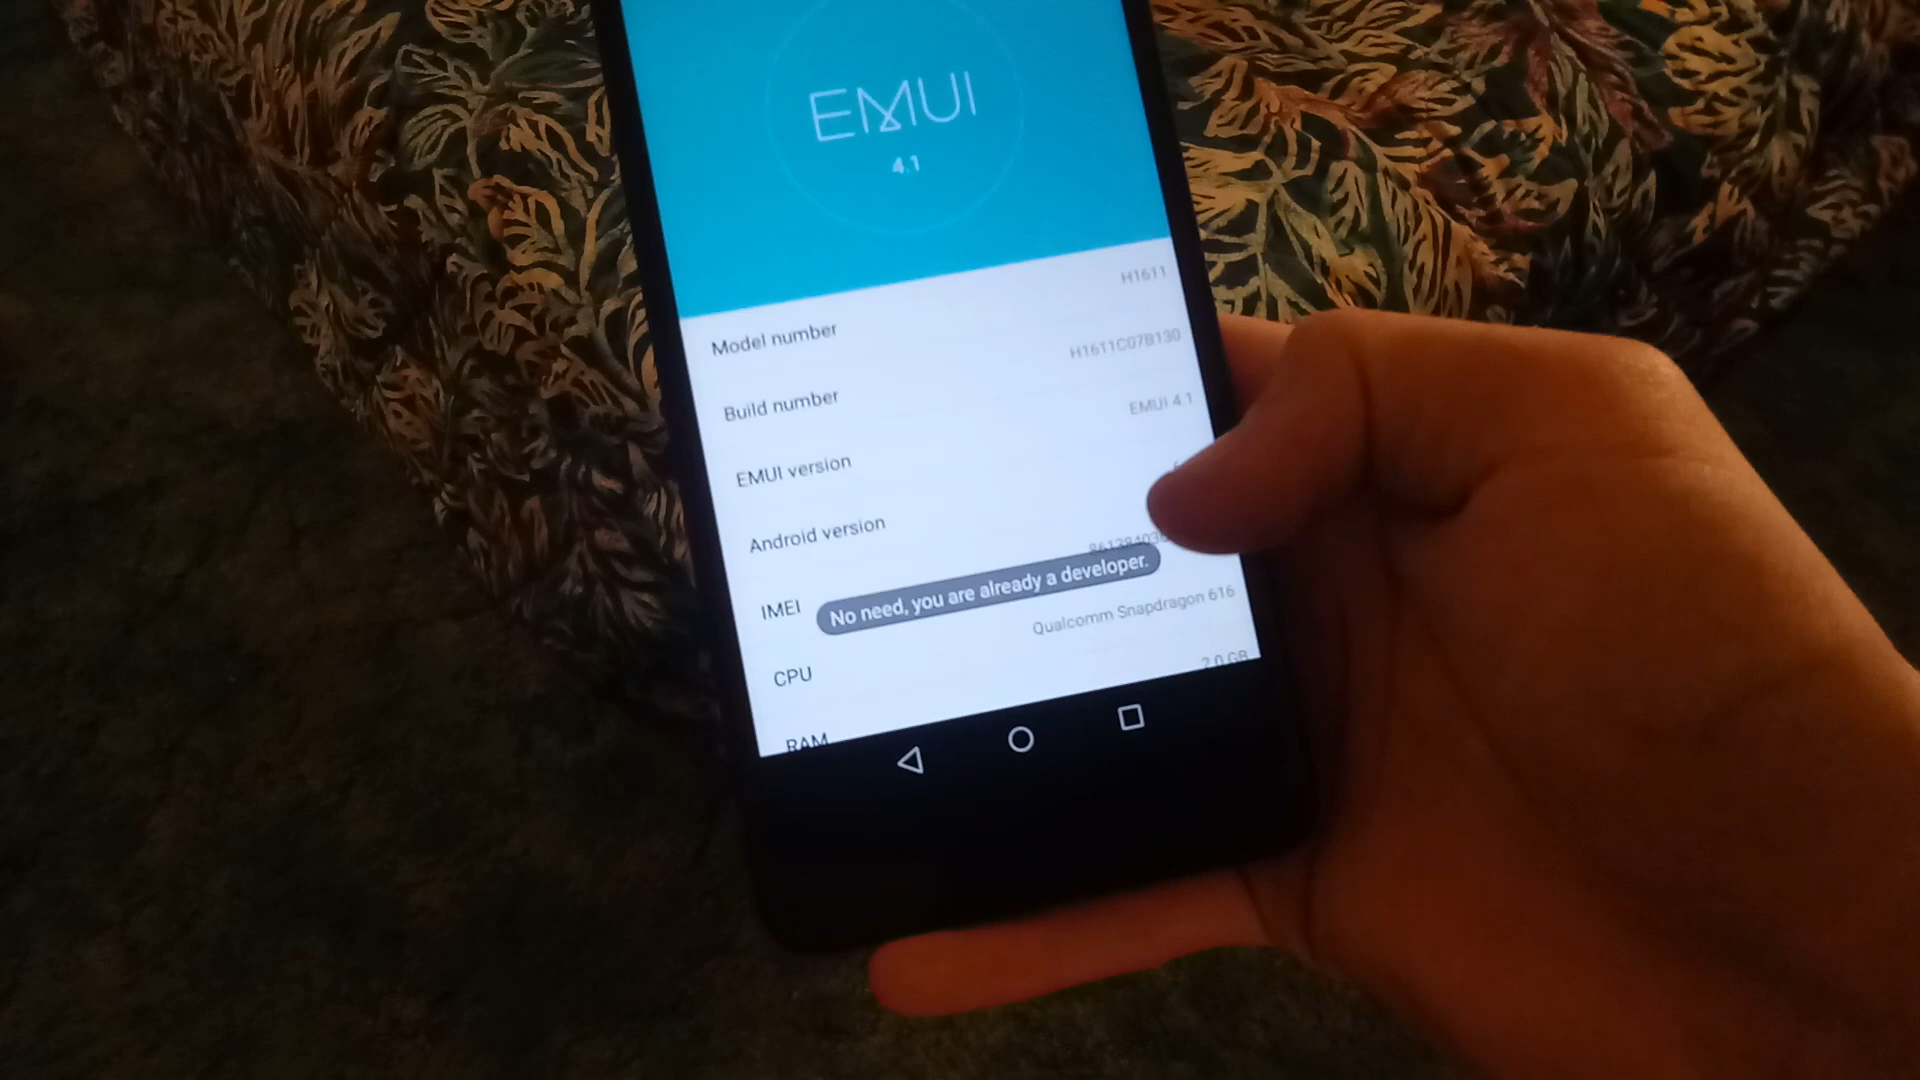 EMUI
4.1
Model number H1611
Build number H1611C07B130
EMUI version EMUI 4.1
Android version
IMEI
No need, you are already a developer.
CPU Qualcomm Snapdragon 616
RAM 2.0 GB